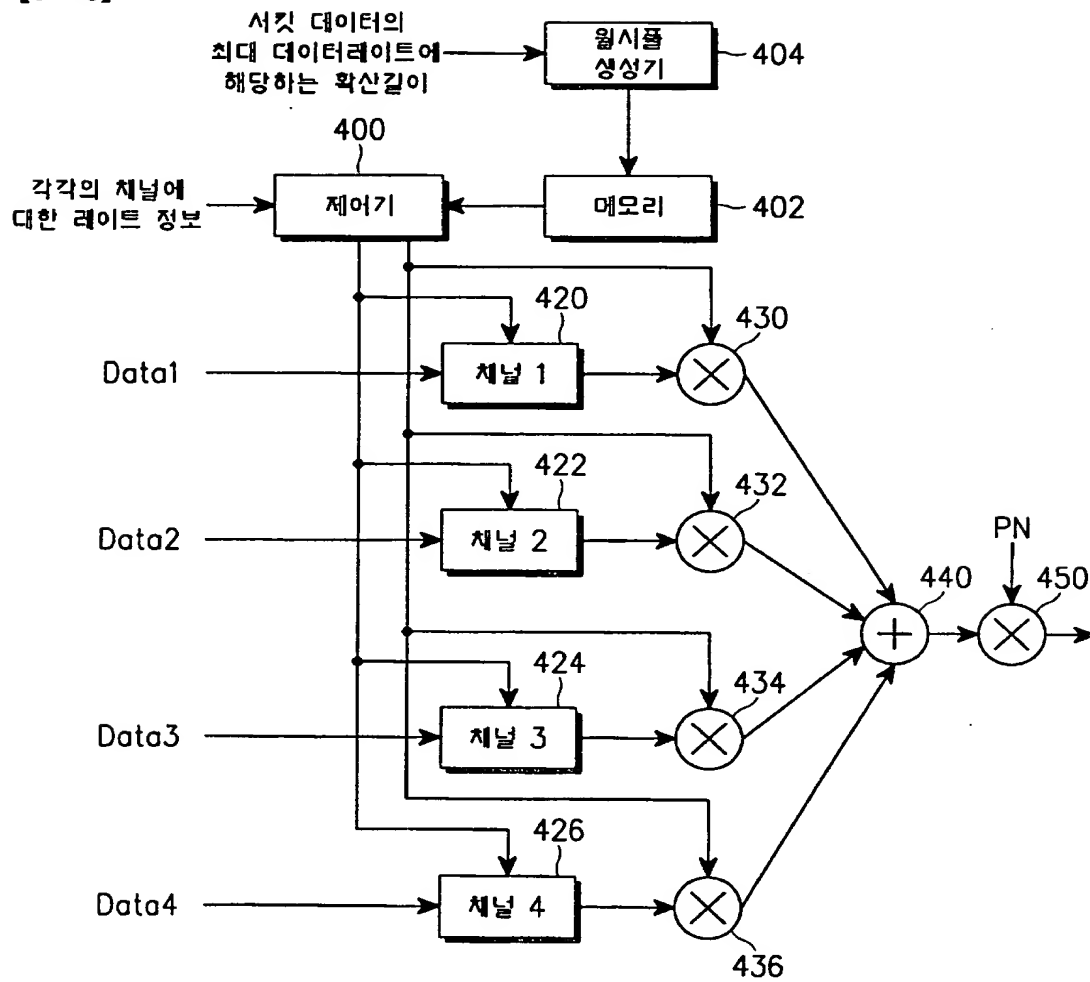 서킷 데이터의
최대 데이터레이트에
해당하는 확산길이
월시풀
생성기
404
400
각각의 채널에
대한 레이트 정보
제어기
메모리
402
420
430
Data1
채널 1
422
432
Data2
채널 2
PN
440
450
424
434
Data3
채널 3
426
Data4
채널 4
436